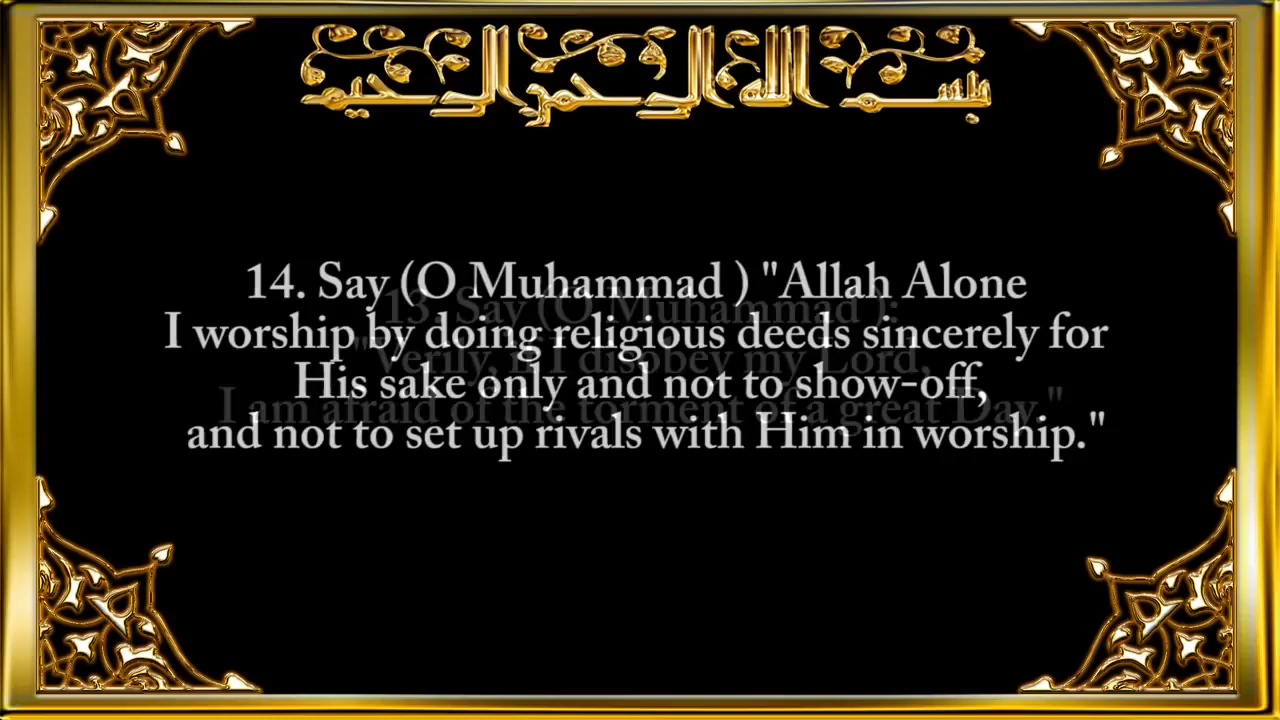 بسم الله الرحمن الرحيم
14. Say (O Muhammad ) "Allah Alone
I worship by doing religious deeds sincerely for
His sake only and not to show-off,
and not to set up rivals with Him in worship."
13. Say (O Muhammad ):
"Verily, if I disobey my Lord,
I am afraid of the torment of a great Day."